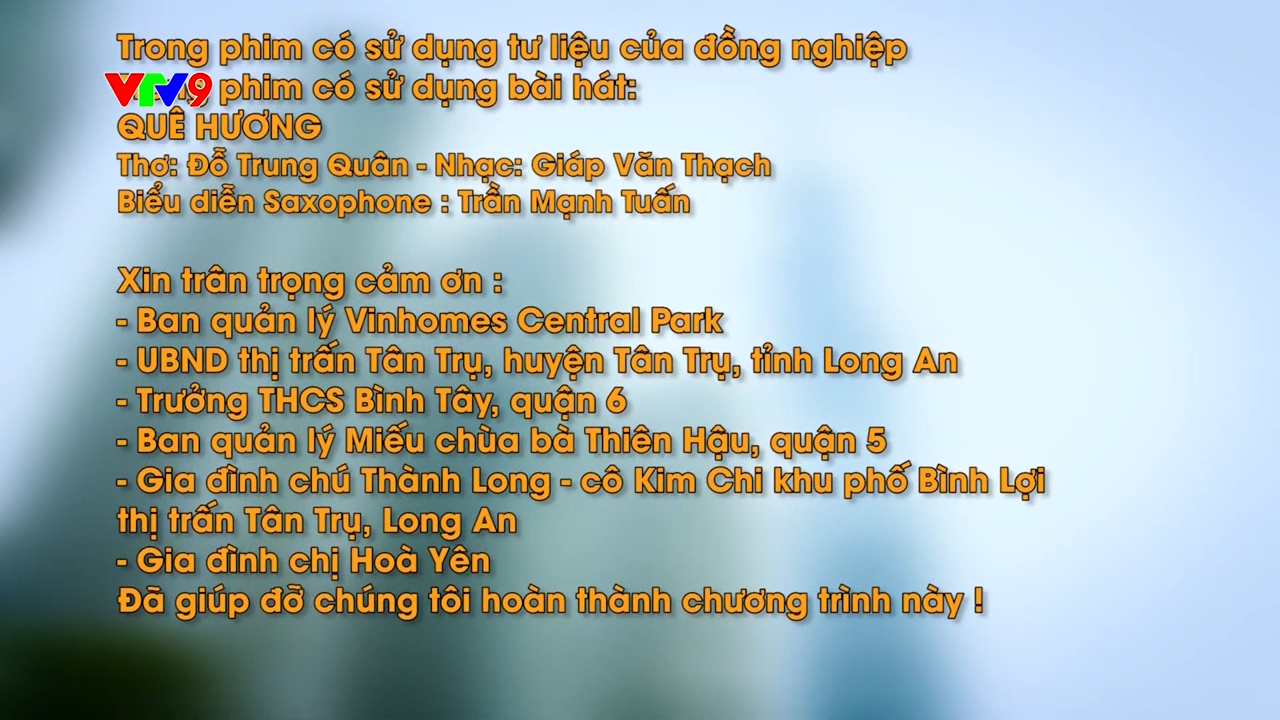 Trong phim có sử dụng tư liệu của đồng nghiệp
VTV9
phim có sử dụng bài hát:
QUÊ HƯƠNG
Thơ: Đỗ Trung Quân - Nhạc: Giáp Văn Thạch
Biểu diễn Saxophone : Trần Mạnh Tuấn
Xin trân trọng cảm ơn :
- Ban quản lý Vinhomes Central Park
- UBND thị trấn Tân Trụ, huyện Tân Trụ, tỉnh Long An
- Trưởng THCS Bình Tây, quận 6
- Ban quản lý Miếu chùa bà Thiên Hậu, quận 5
- Gia đình chú Thành Long - cô Kim Chi khu phố Bình Lợi
thị trấn Tân Trụ, Long An
- Gia đình chị Hoà Yên
Đã giúp đỡ chúng tôi hoàn thành chương trình này !